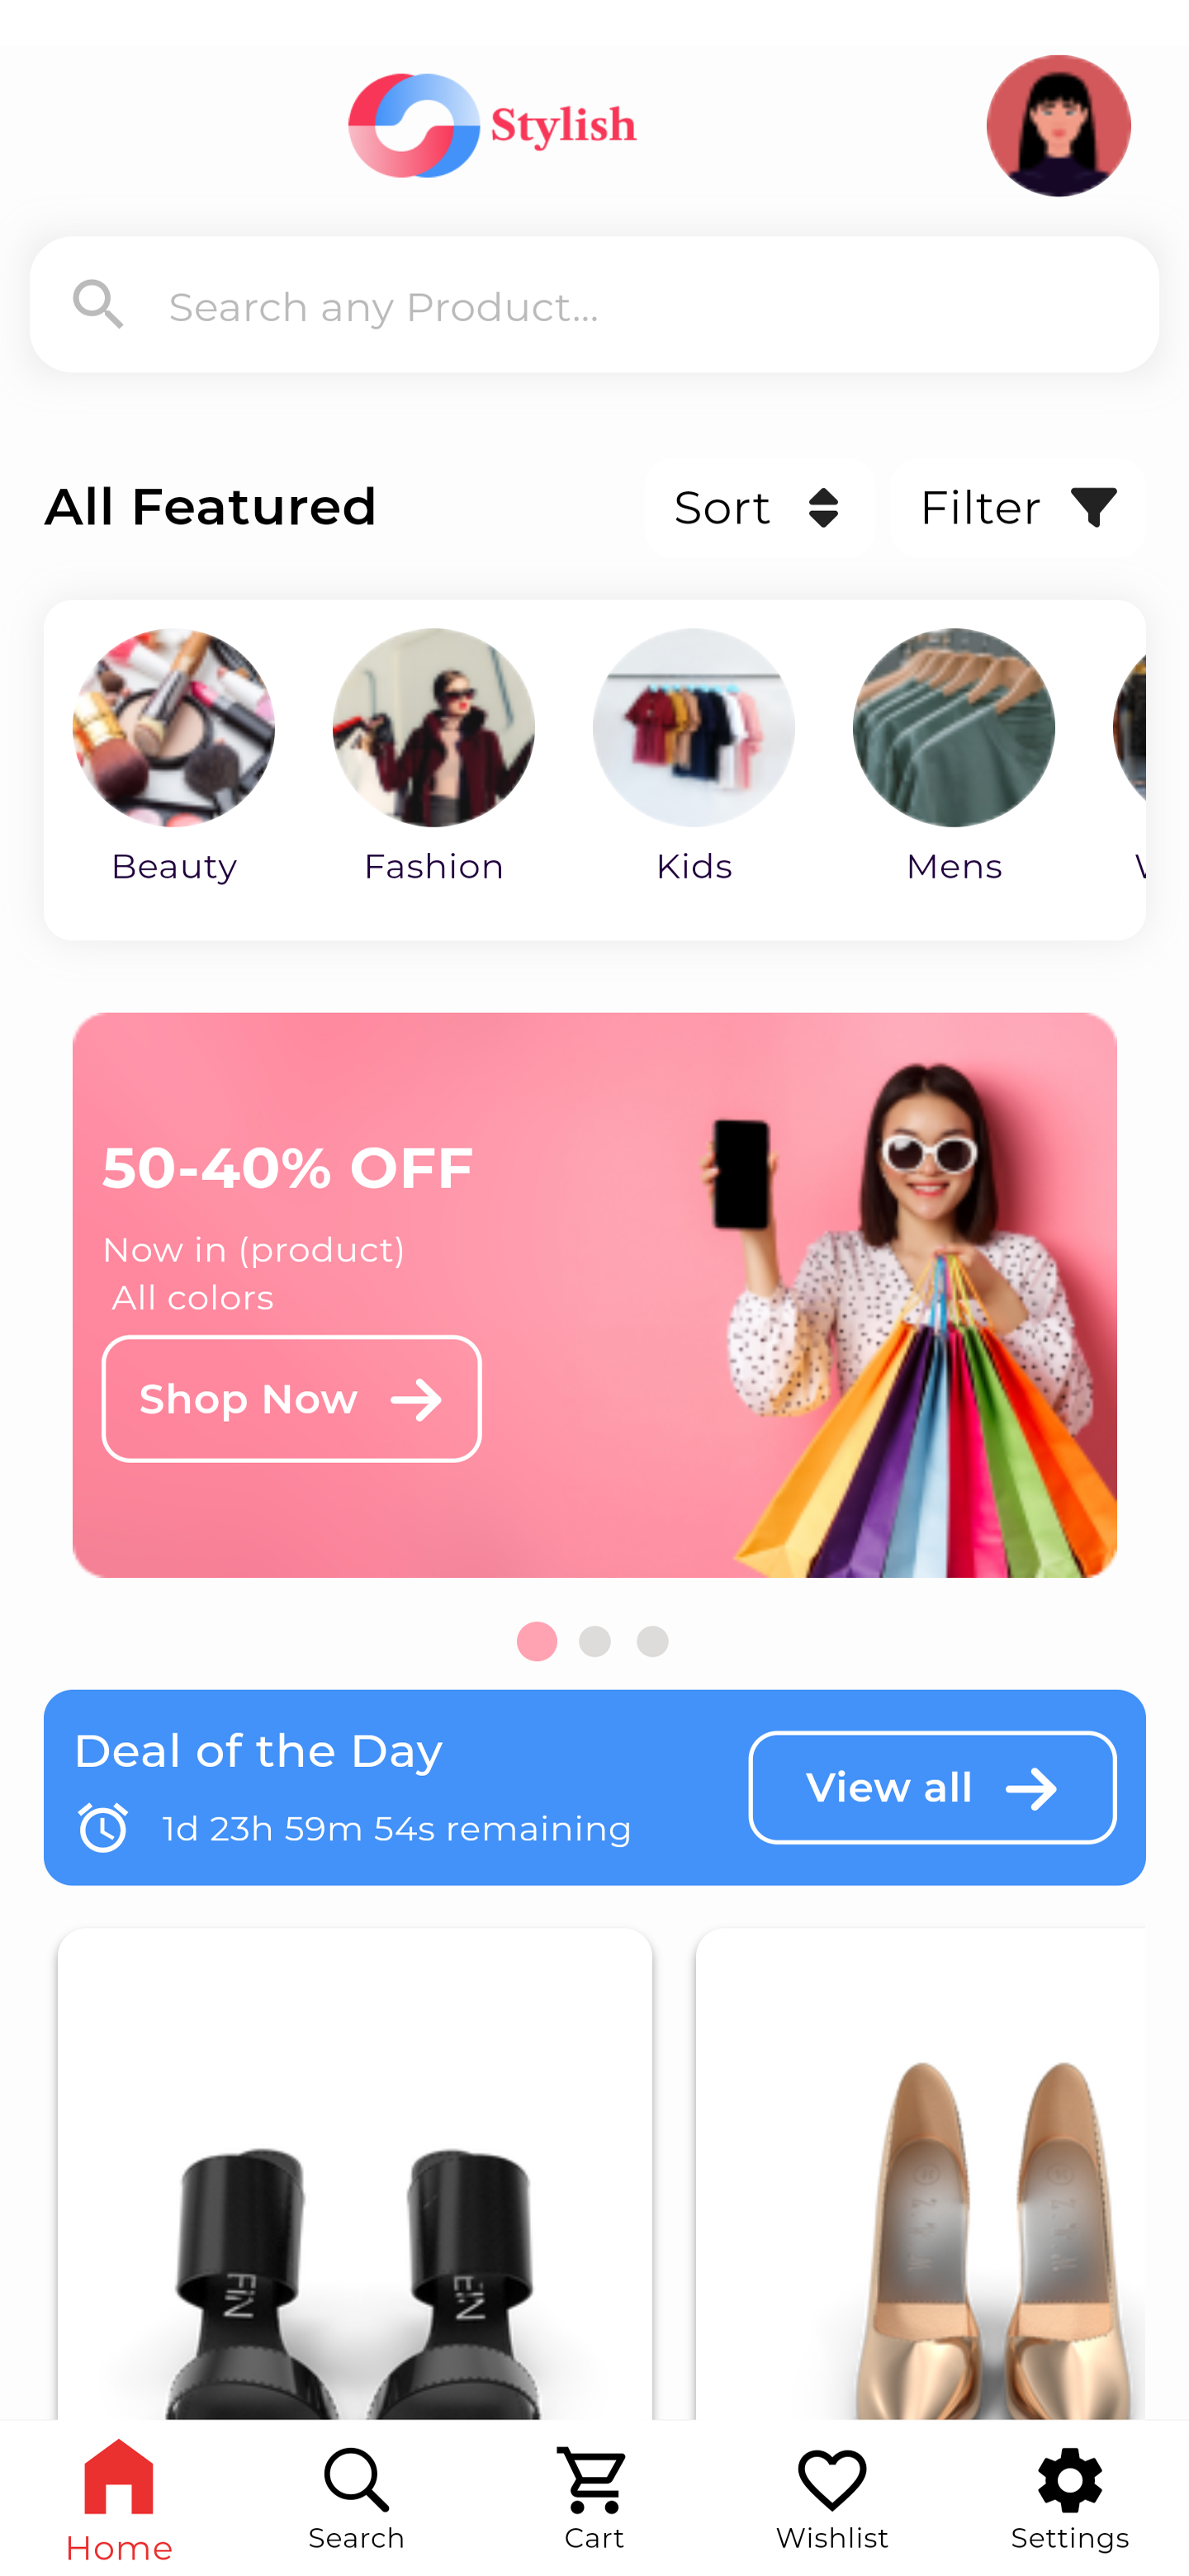 Stylish
Search any Product...
All Featured
Sort
Filter
Beauty
Fashion
Kids
Mens
50-40% OFF
Now in (product)
All colors
Shop Now
Deal of the Day
1d 23h 59m 54s remaining
View all
FIN
FIN
Home
Search
Cart
Wishlist
Settings